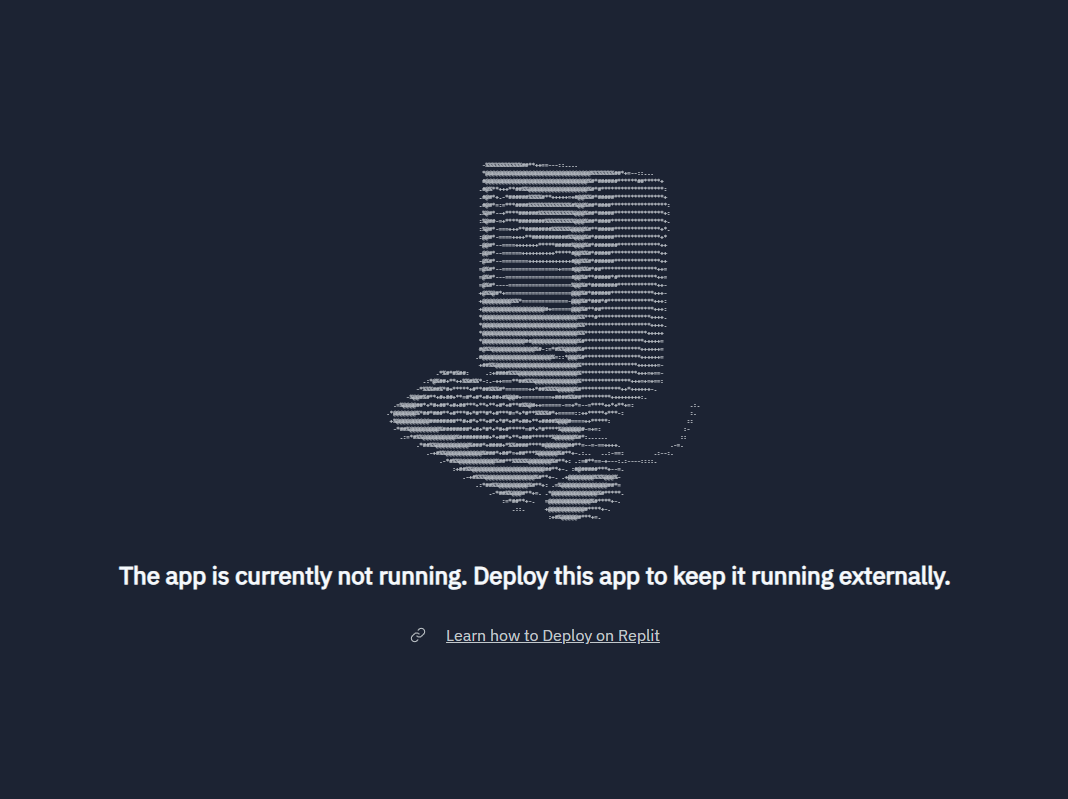 The app is currently not running. Deploy this app to keep it running externally.
Learn how to Deploy on Replit